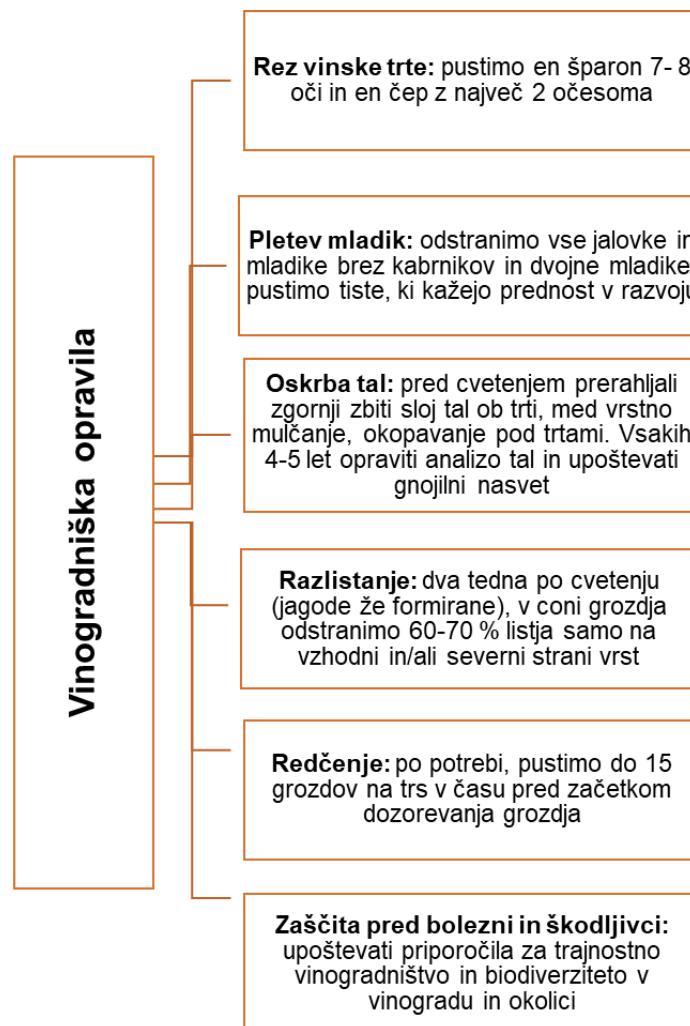 Vinogradniška opravila
Rez vinske trte: pustimo en šparon 7- 8
oči in en čep z največ 2 očesoma
Pletev mladik: odstranimo vse jalovke in
mladike brez kabrnikov in dvojne mladike,
pustimo tiste, ki kažejo prednost v razvoju
Oskrba tal: pred cvetenjem prerahljali
zgornji zbiti sloj tal ob trti, med vrstno
mulčanje, okopavanje pod trtami. Vsakih
4-5 let opraviti analizo tal in upoštevati
gnojilni nasvet
Razlistanje: dva tedna po cvetenju
(jagode že formirane), v coni grozdja
odstranimo 60-70 % listja samo na
vzhodni in/ali severni strani vrst
Redčenje: po potrebi, pustimo do 15
grozdov na trs v času pred začetkom
dozorevanja grozdja
Zaščita pred bolezni in škodljivci:
upoštevati priporočila za trajnostno
vinogradništvo in biodiverziteto v
vinogradu in okolici